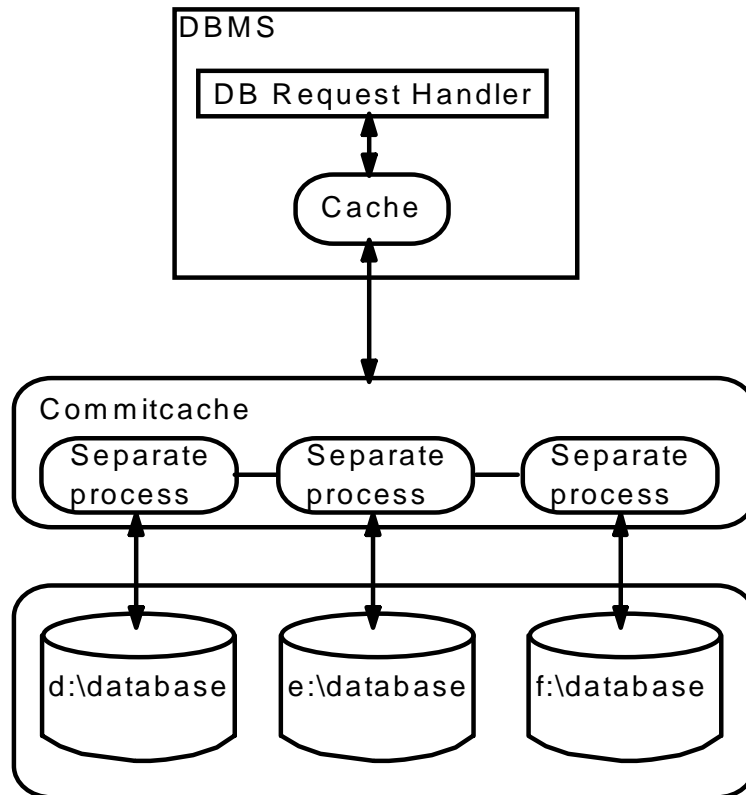 DBMS
DB Request Handler
Cache
Commitcache
Separate
process
Separate
process
Separate
process
d:\database
e:\database
f:\database